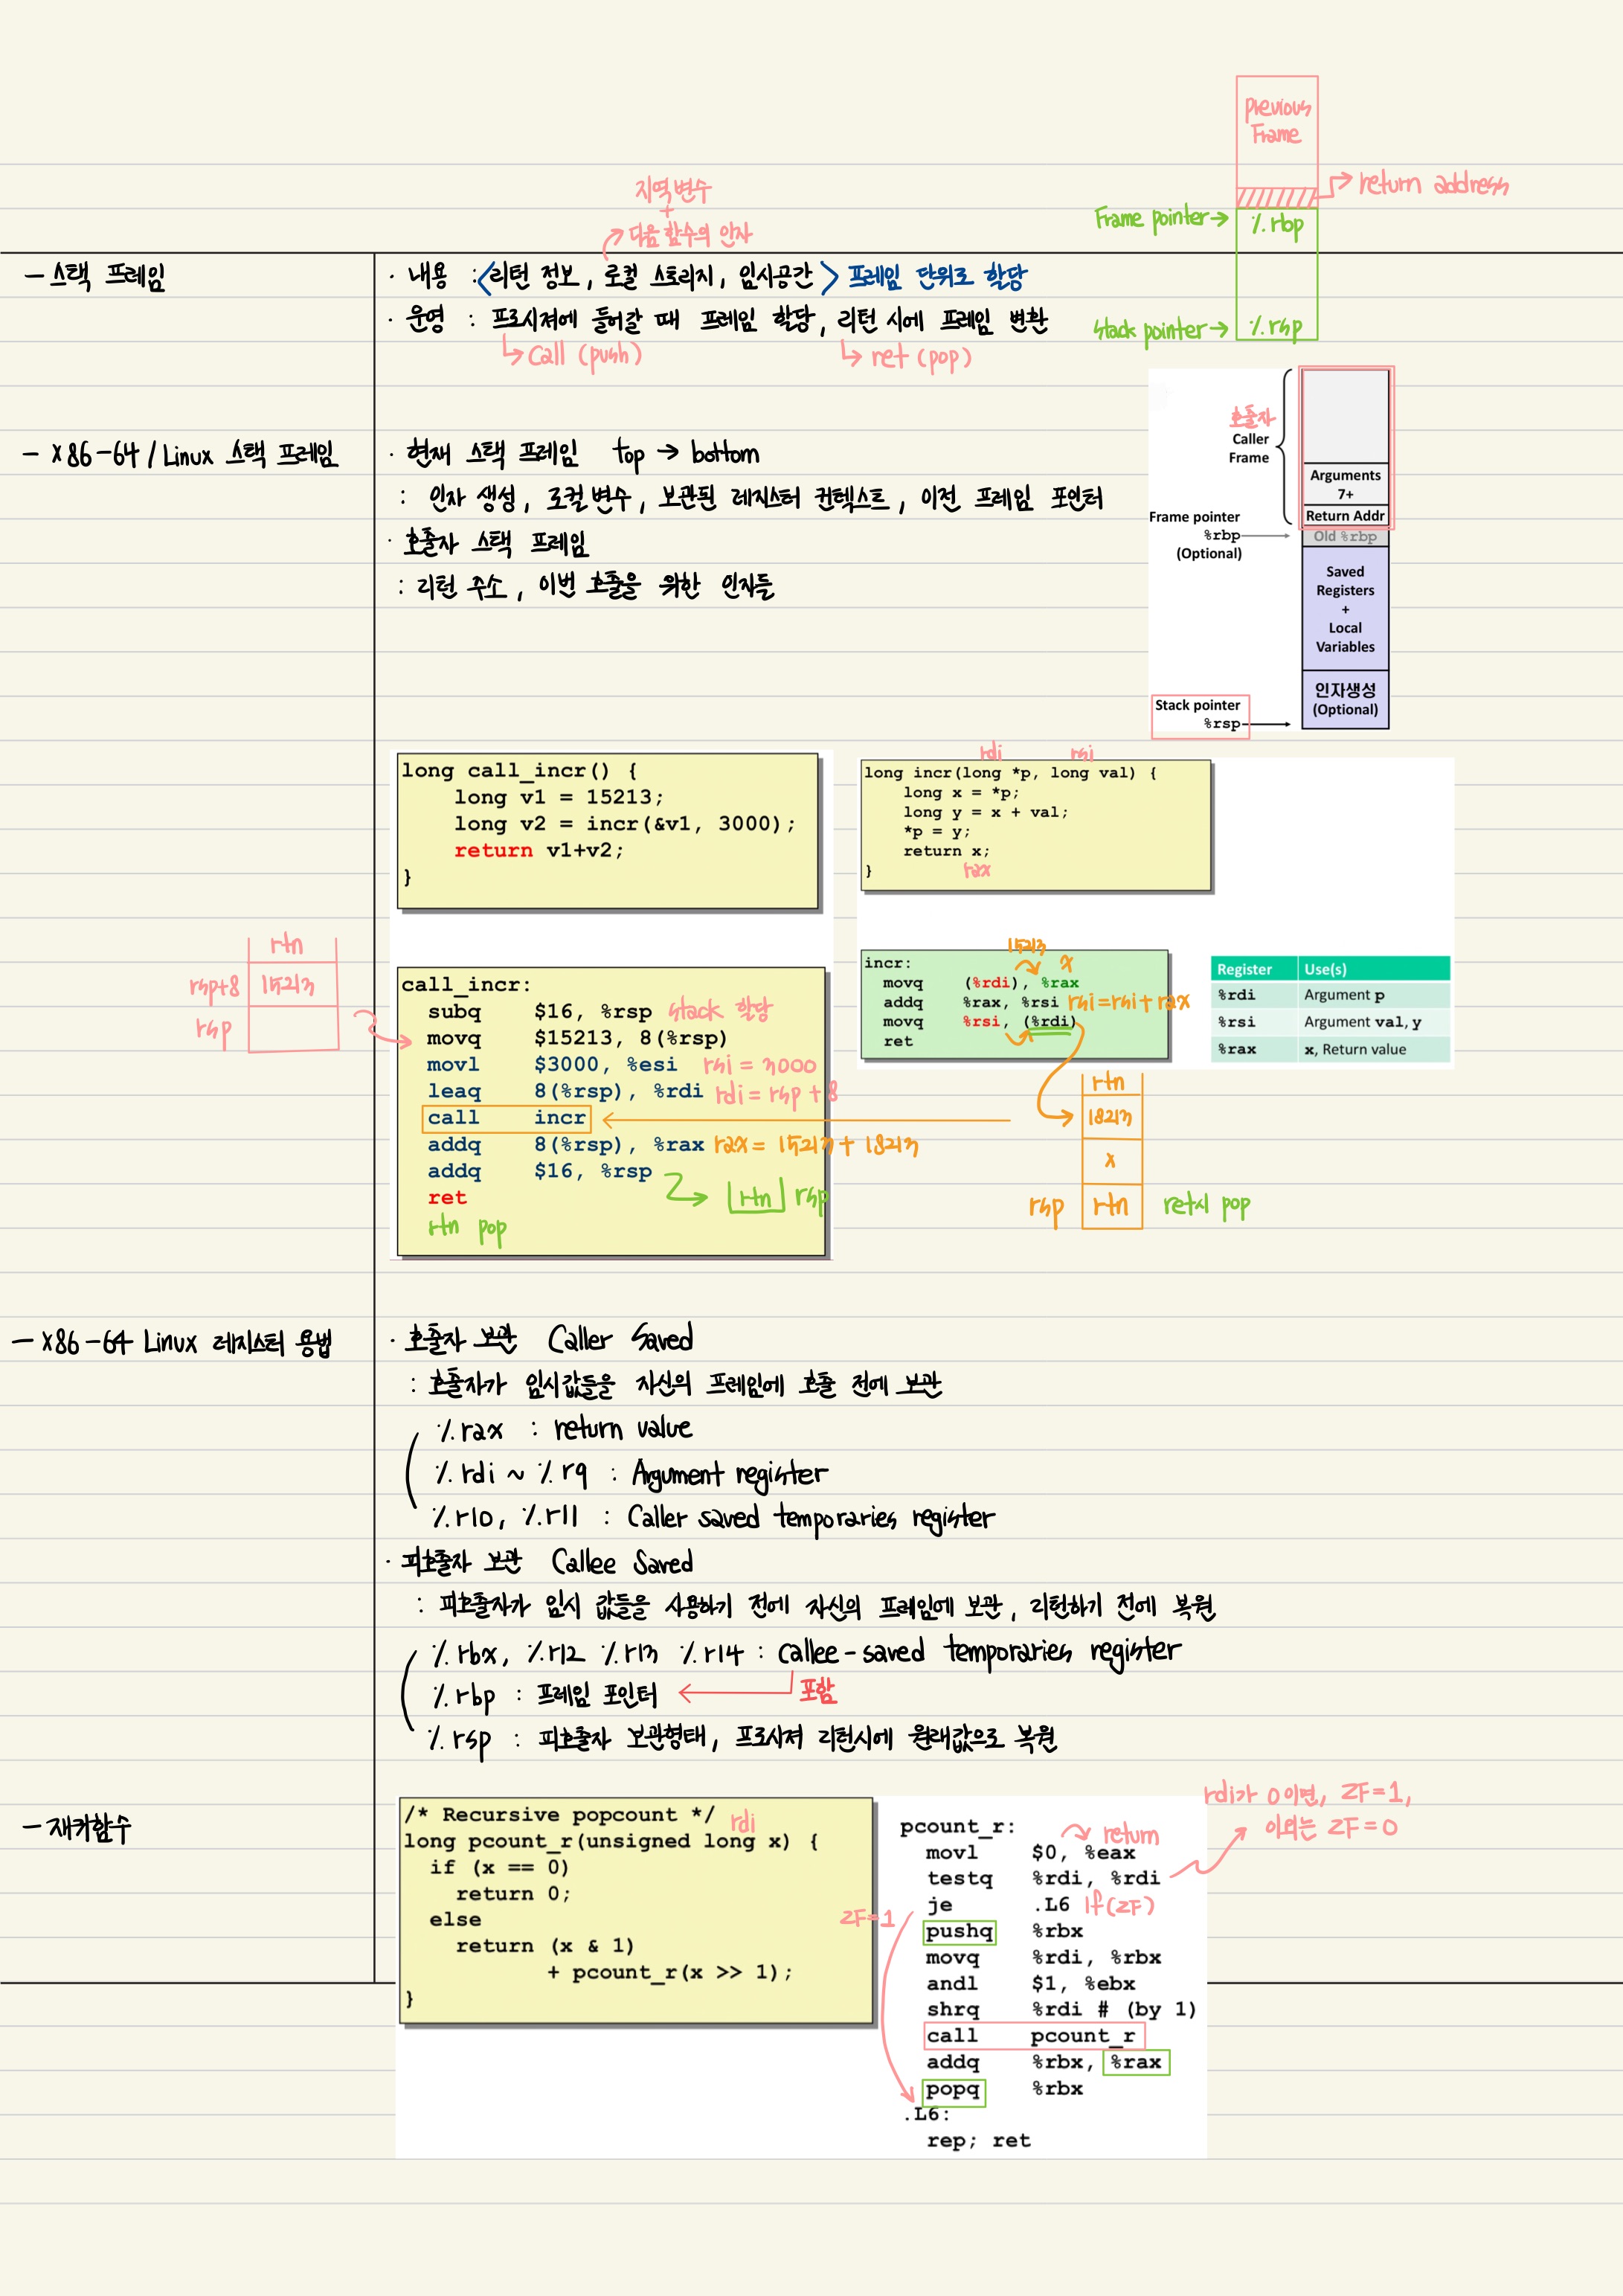 previous
Frame
return address
Frame pointer → %rbp
stack pointer → %rsp
지역변수
+
다음 함수의 인자
- 스택 프레임
· 내용 : <리턴 정보, 로컬 스토리지, 임시공간> 프레임 단위로 할당
· 운영 : 프로시저에 들어갈 때 프레임 할당, 리턴 시에 프레임 반환
↳ call (push)
↳ ret (pop)
- x86-64 / Linux 스택 프레임
· 현재 스택 프레임 top → bottom
: 인자 생성, 로컬변수, 보관된 레지스터 컨텍스트, 이전 프레임 포인터
· 호출자 스택 프레임
: 리턴 주소, 이번 호출을 위한 인자들
호출자
Caller
Frame
Arguments
7+
Return Addr
Frame pointer
%rbp
(Optional)
Old %rbp
Saved
Registers
+
Local
Variables
인자생성
(Optional)
Stack pointer
%rsp
long call_incr() {
long v1 = 15213;
long v2 = incr(&v1, 3000);
return v1+v2;
}
rdi rsi
long incr(long *p, long val) {
long x = *p;
long y = x + val;
*p = y;
return x;
}
rax
rtn
rsp+8 15213
rsp
call_incr:
subq $16, %rsp stack 할당
movq $15213, 8(%rsp)
movl $3000, %esi rsi = 3000
leaq 8(%rsp), %rdi rdi = rsp + 8
call incr
addq 8(%rsp), %rax rax = 15213 + 18213
addq $16, %rsp
rtn rsp
ret
rtn pop
15213
x
incr:
movq (%rdi), %rax
addq %rax, %rsi rsi=rsi+rax
movq %rsi, (%rdi)
ret
Register Use(s)
%rdi Argument p
%rsi Argument val, y
%rax x, Return value
rtn
18213
x
rsp rtn ret시 pop
- x86-64 Linux 레지스터 용법
· 호출자 보관 Caller Saved
: 호출자가 임시값들을 자신의 프레임에 호출 전에 보관
%rax : return value
%rdi ~ %r9 : Argument register
%r10, %r11 : Caller saved temporaries register
· 피호출자 보관 Callee Saved
: 피호출자가 임시 값들을 사용하기 전에 자신의 프레임에 보관, 리턴하기 전에 복원
%rbx, %r12 %r13 %r14 : callee-saved temporaries register
%rbp : 프레임 포인터 ← 포함
%rsp : 피호출자 보관형태, 프로시져 리턴시에 원래값으로 복원
- 재귀함수
/* Recursive popcount */
rdi
long pcount_r(unsigned long x) {
if (x == 0)
return 0;
else
return (x & 1)
+ pcount_r(x >> 1);
}
rdi가 0이면, ZF=1,
이외는 ZF=0
pcount_r:
return
movl $0, %eax
testq %rdi, %rdi
je .L6 if(ZF)
ZF=1
pushq %rbx
movq %rdi, %rbx
andl $1, %ebx
shrq %rdi # (by 1)
call pcount_r
addq %rbx, %rax
popq %rbx
.L6:
rep; ret